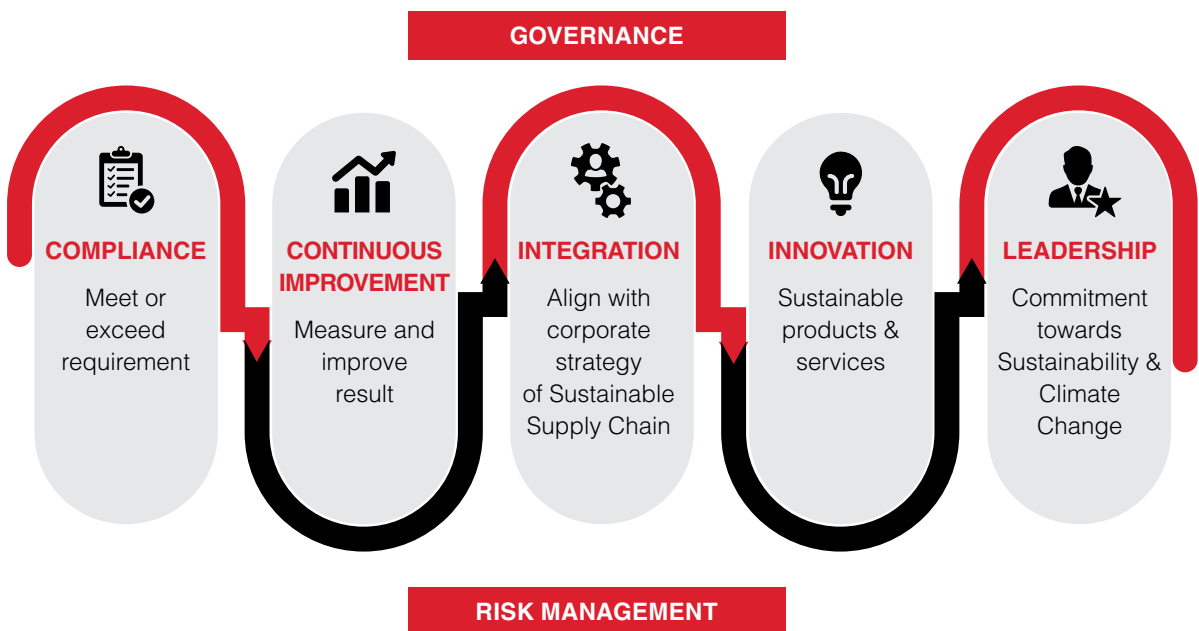 GOVERNANCE
COMPLIANCE
Meet or
exceed
requirement
CONTINUOUS
IMPROVEMENT
Measure and
improve
result
INTEGRATION
Align with
corporate
strategy
of Sustainable
Supply Chain
INNOVATION
Sustainable
products &
services
LEADERSHIP
Commitment
towards
Sustainability &
Climate
Change
RISK MANAGEMENT